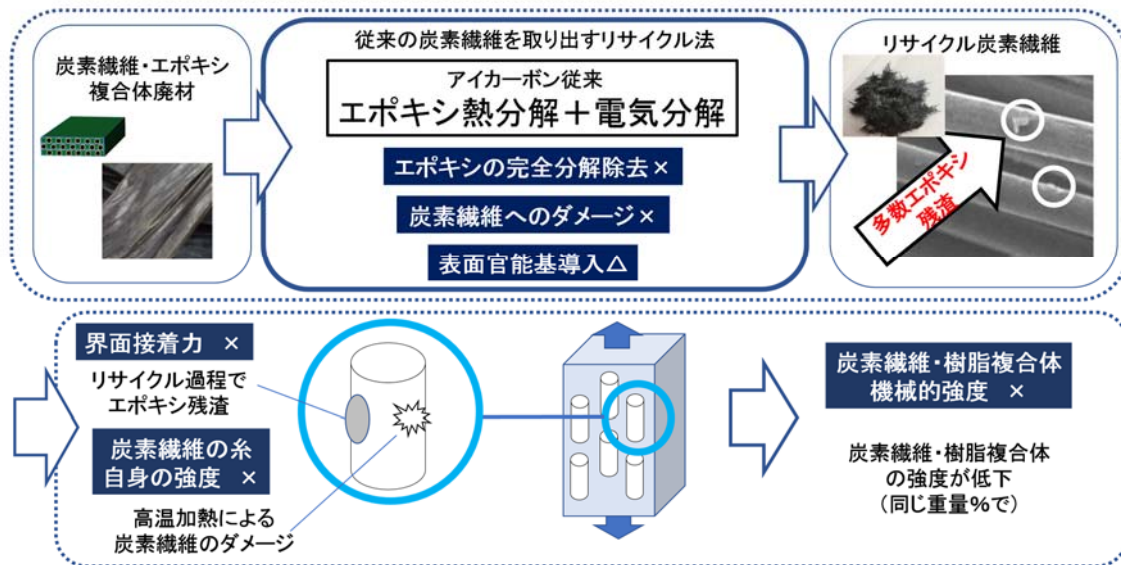 炭素繊維・エポキシ
複合体廃材
従来の炭素繊維を取り出すリサイクル法
アイカーボン従来
エポキシ熱分解＋電気分解
エポキシの完全分解除去×
炭素繊維へのダメージ×
表面官能基導入△
リサイクル炭素繊維
多数エポキシ
残渣
界面接着力　×
リサイクル過程で
エポキシ残渣
炭素繊維の糸
自身の強度　×
高温加熱による
炭素繊維のダメージ
炭素繊維・樹脂複合体
機械的強度　×
炭素繊維・樹脂複合体
の強度が低下
（同じ重量％で）